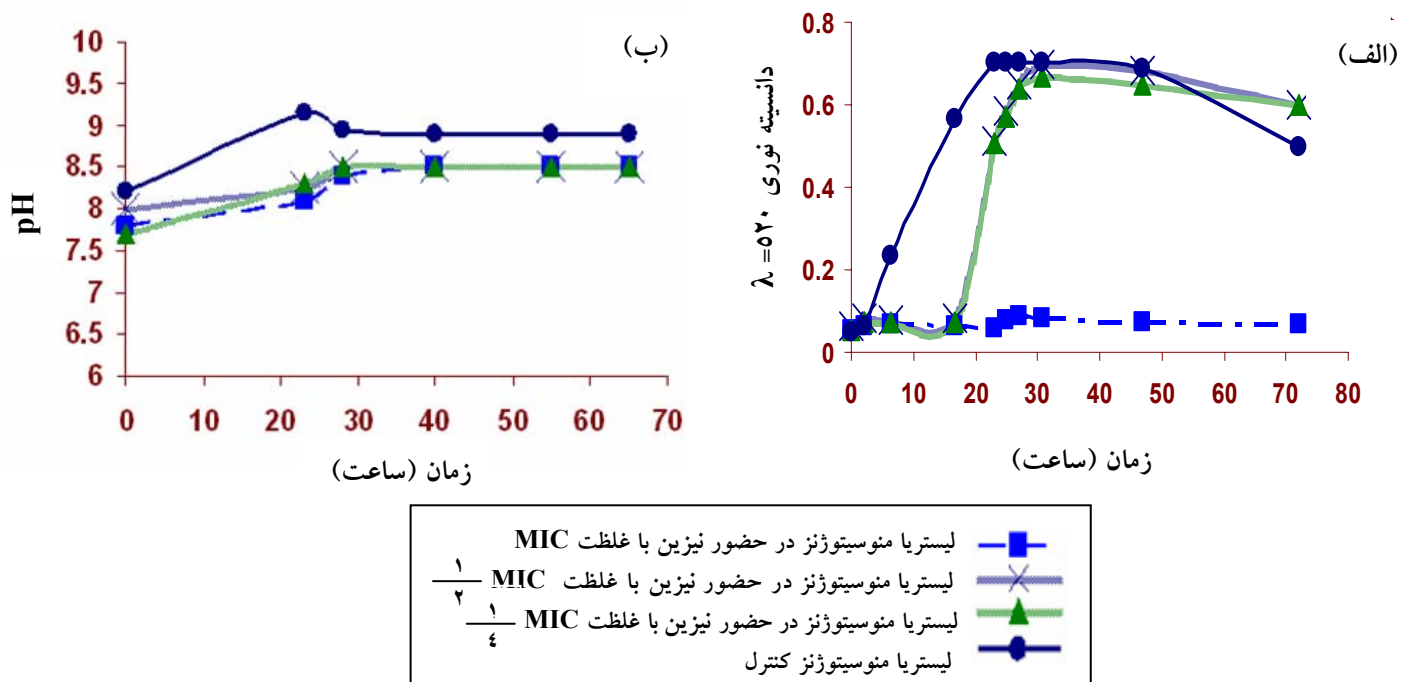 (الف)
دانسیته نوری ۵۲۰= λ
0.8
0.6
0.4
0.2
0
0 10 20 30 40 50 60 70 80
زمان (ساعت)
(ب)
pH
10
9.5
9
8.5
8
7.5
7
6.5
6
0 10 20 30 40 50 60 70
زمان (ساعت)
لیستریا منوسیتوژنز در حضور نیزین با غلظت MIC
لیستریا منوسیتوژنز در حضور نیزین با غلظت MIC ۱/۲
لیستریا منوسیتوژنز در حضور نیزین با غلظت MIC ۱/٤
لیستریا منوسیتوژنز کنترل